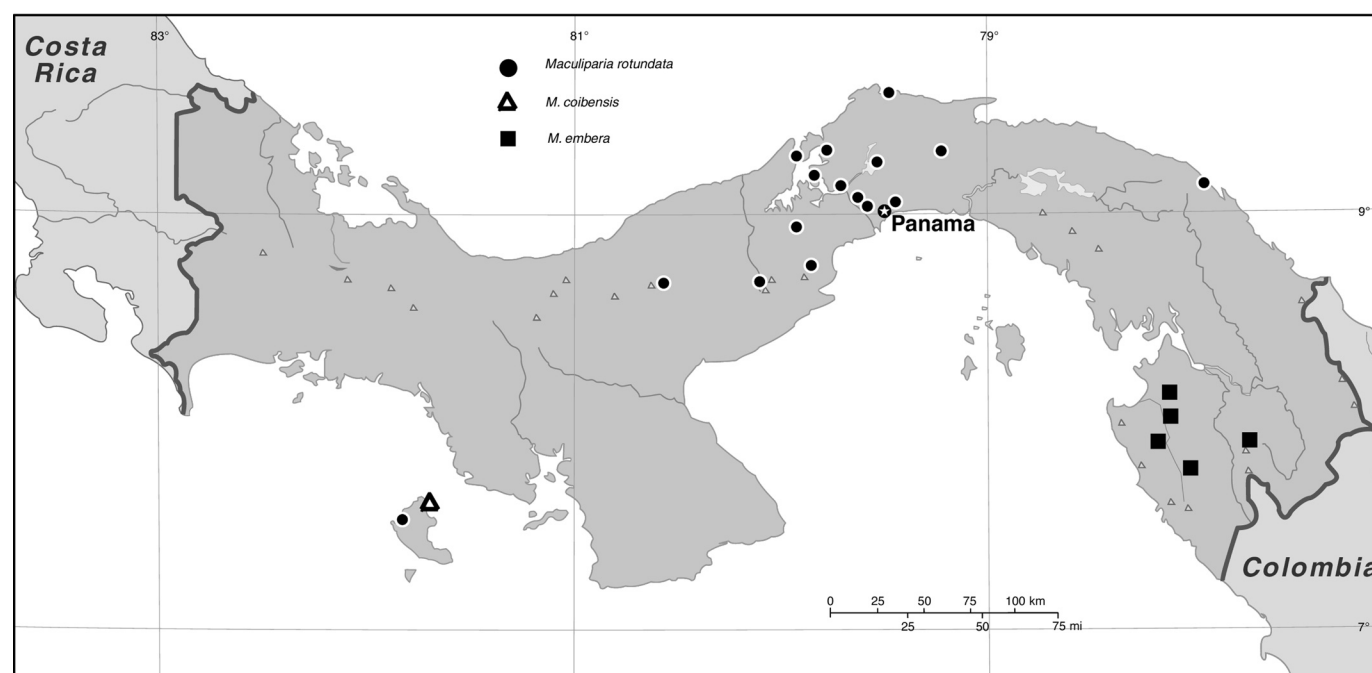 83°
81°
79°
Costa
Rica
Maculiparia rotundata
M. coibensis
M. embera
9°
Panama
Colombia
0 25 50 75 100 km
25 50 75 mi
7°